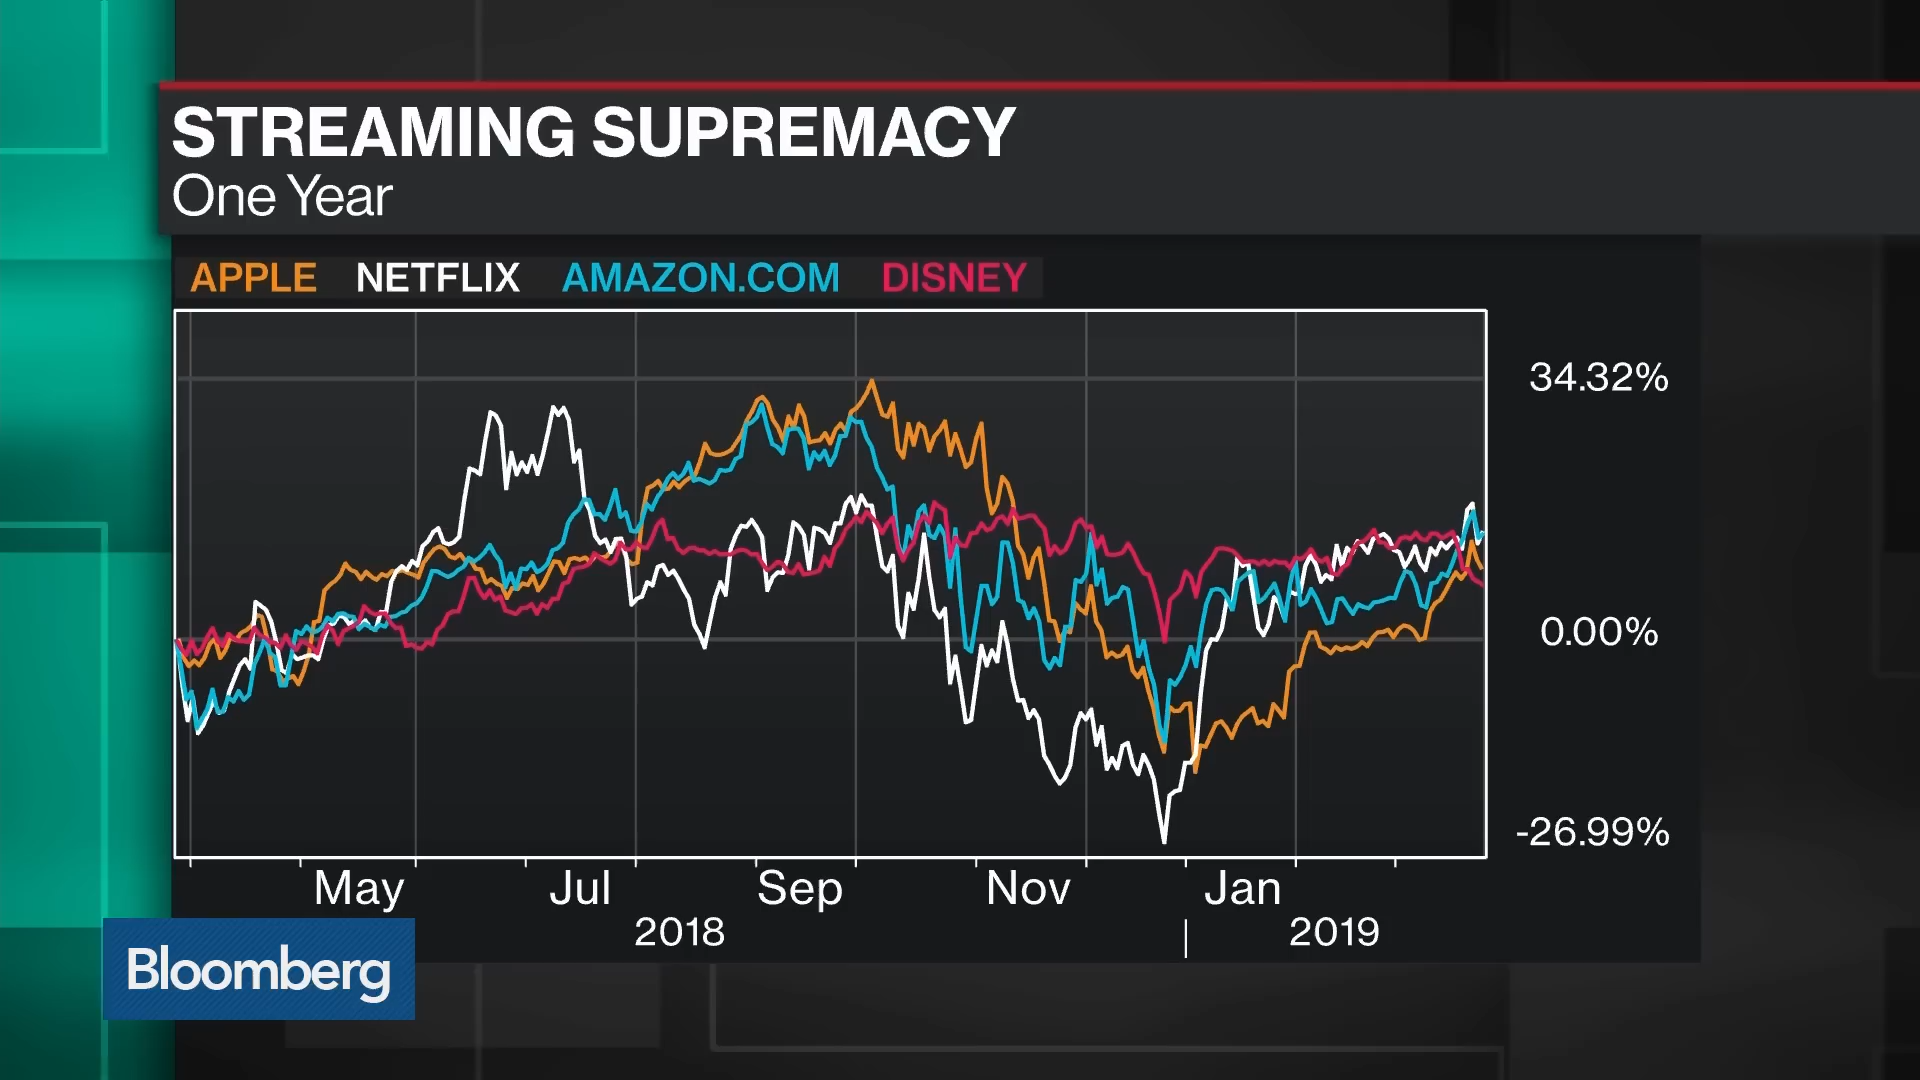 STREAMING SUPREMACY
One Year
APPLE NETFLIX AMAZON.COM DISNEY
34.32%
0.00%
-26.99%
May Jul Sep Nov Jan
2018 2019
Bloomberg